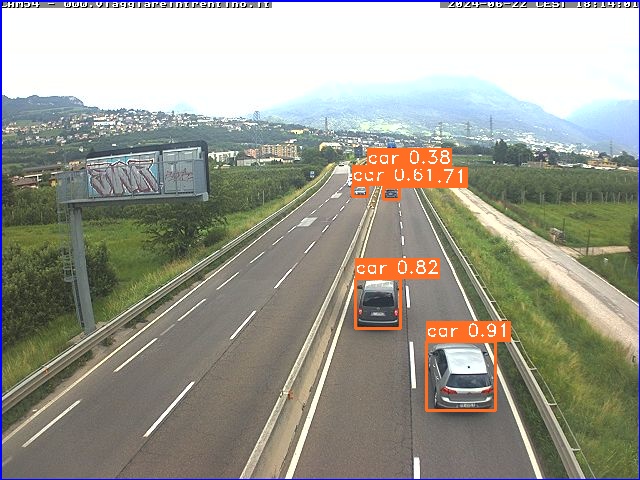 CAM54 - www.viaggiareintrentino.it
2024-06-22 CEST 18:14:01
car 0.38
car 0.61.71
car 0.82
car 0.91